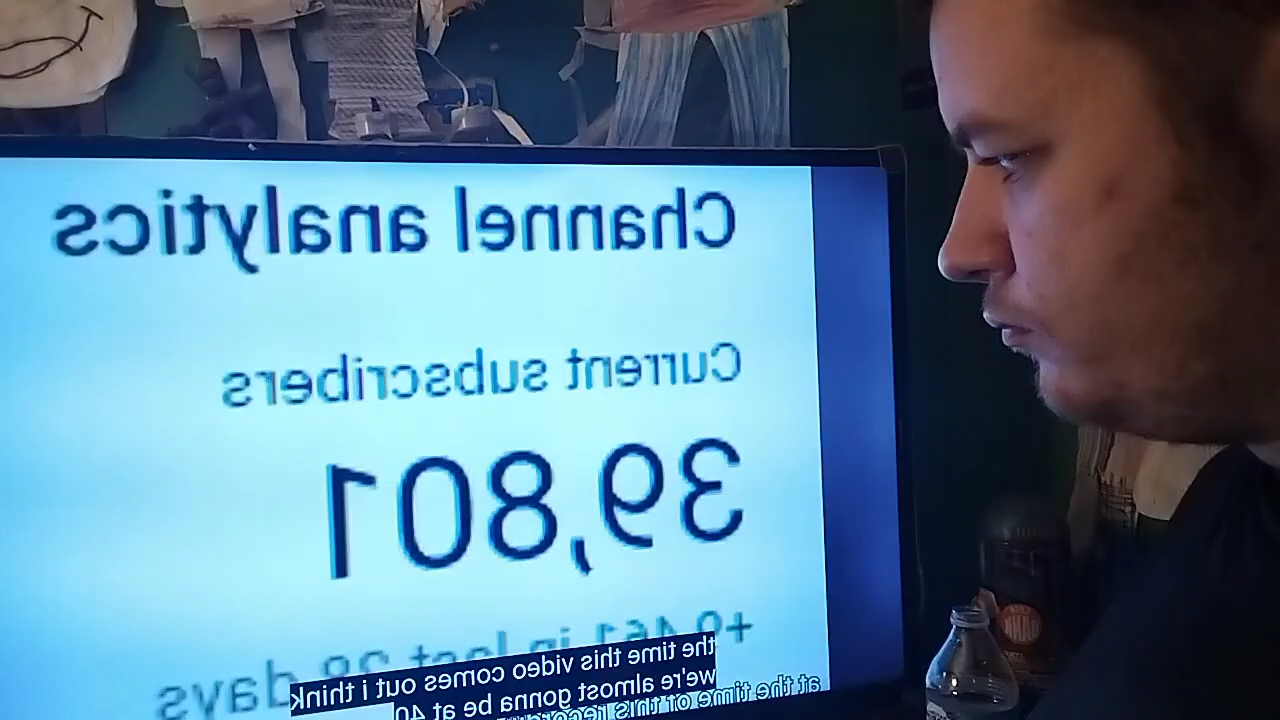 Channel analytics
Current subscribers
39,801
+9,461 in last 28 days
the time this video comes out i think
we're almost gonna be at 40
at the time of this